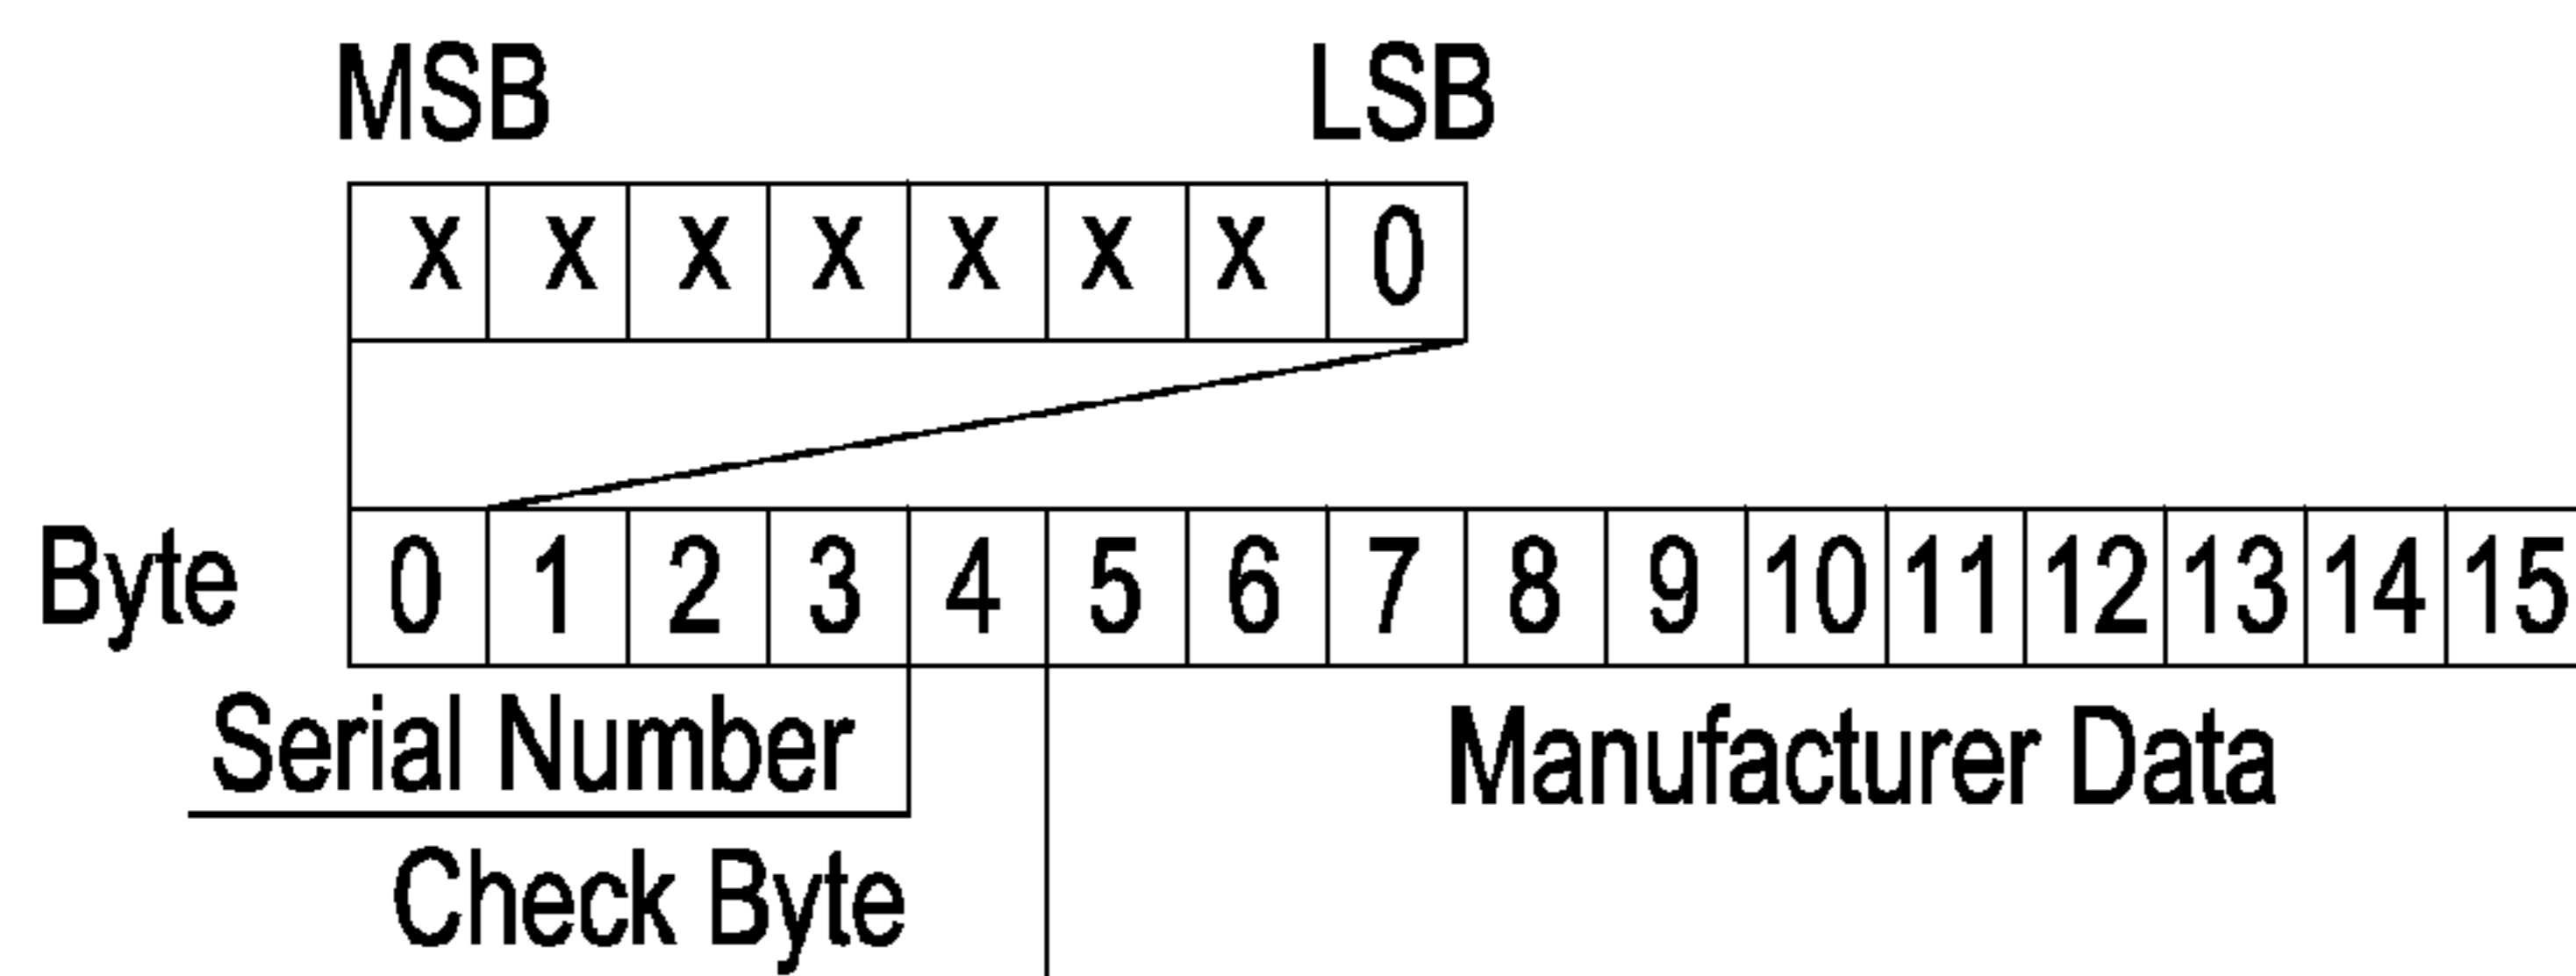 MSB LSB
x x x x x x x 0
Byte 0 1 2 3 4 5 6 7 8 9 10 11 12 13 14 15
Serial Number Manufacturer Data
Check Byte